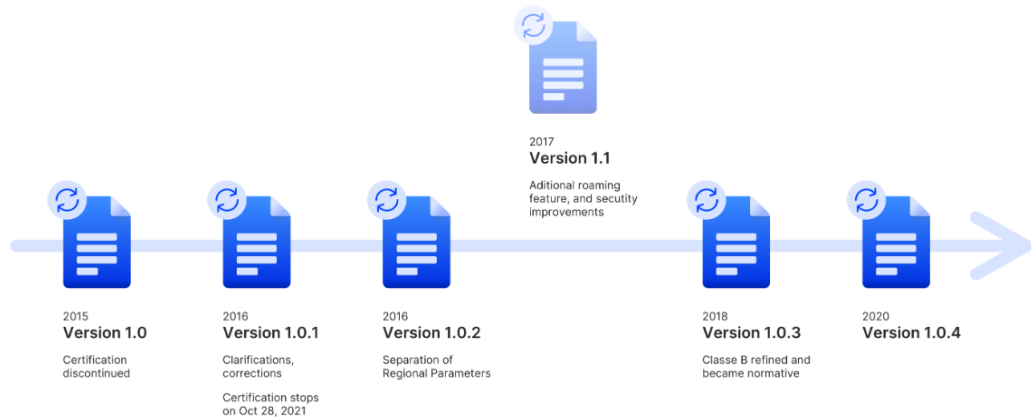 2017
Version 1.1
Aditional roaming
feature, and secutity
improvements
2015
Version 1.0
Certification
discontinued
2016
Version 1.0.1
Clarifications,
corrections
Certification stops
on Oct 28, 2021
2016
Version 1.0.2
Separation of
Regional Parameters
2018
Version 1.0.3
Classe B refined and
became normative
2020
Version 1.0.4